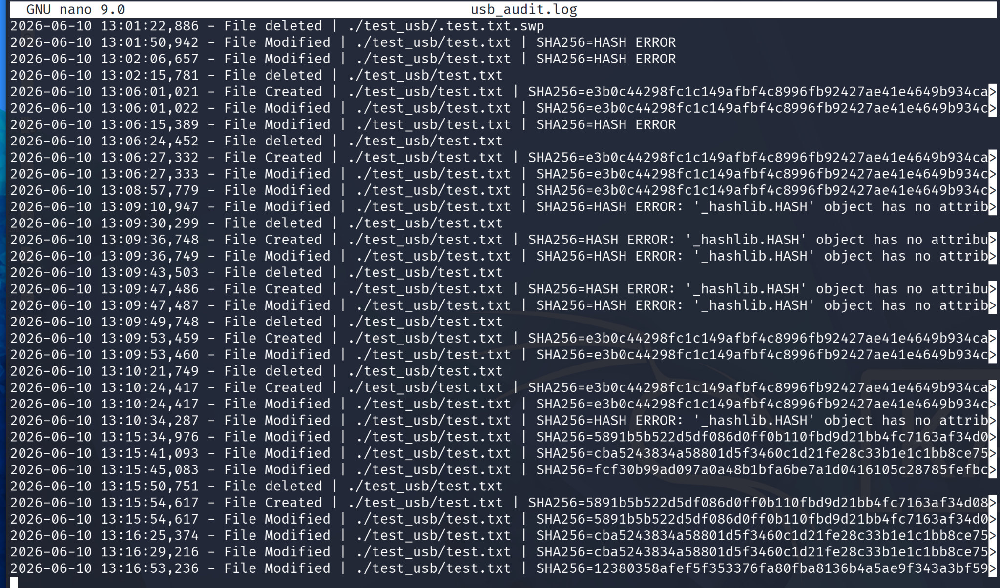 GNU nano 9.0 usb_audit.log
2026-06-10 13:01:22,886 - File deleted | ./test_usb/.test.txt.swp
2026-06-10 13:01:50,942 - File Modified | ./test_usb/test.txt | SHA256=HASH ERROR
2026-06-10 13:02:06,657 - File Modified | ./test_usb/test.txt | SHA256=HASH ERROR
2026-06-10 13:02:15,781 - File deleted | ./test_usb/test.txt
2026-06-10 13:06:01,021 - File Created | ./test_usb/test.txt | SHA256=e3b0c44298fc1c149afbf4c8996fb92427ae41e4649b934ca>
2026-06-10 13:06:01,022 - File Modified | ./test_usb/test.txt | SHA256=e3b0c44298fc1c149afbf4c8996fb92427ae41e4649b934c>
2026-06-10 13:06:15,389 - File Modified | ./test_usb/test.txt | SHA256=HASH ERROR
2026-06-10 13:06:24,452 - File deleted | ./test_usb/test.txt
2026-06-10 13:06:27,332 - File Created | ./test_usb/test.txt | SHA256=e3b0c44298fc1c149afbf4c8996fb92427ae41e4649b934ca>
2026-06-10 13:06:27,333 - File Modified | ./test_usb/test.txt | SHA256=e3b0c44298fc1c149afbf4c8996fb92427ae41e4649b934c>
2026-06-10 13:08:57,779 - File Modified | ./test_usb/test.txt | SHA256=e3b0c44298fc1c149afbf4c8996fb92427ae41e4649b934c>
2026-06-10 13:09:10,947 - File Modified | ./test_usb/test.txt | SHA256=HASH ERROR: '_hashlib.HASH' object has no attrib>
2026-06-10 13:09:30,299 - File deleted | ./test_usb/test.txt
2026-06-10 13:09:36,748 - File Created | ./test_usb/test.txt | SHA256=HASH ERROR: '_hashlib.HASH' object has no attribu>
2026-06-10 13:09:36,749 - File Modified | ./test_usb/test.txt | SHA256=HASH ERROR: '_hashlib.HASH' object has no attrib>
2026-06-10 13:09:43,503 - File deleted | ./test_usb/test.txt
2026-06-10 13:09:47,486 - File Created | ./test_usb/test.txt | SHA256=HASH ERROR: '_hashlib.HASH' object has no attribu>
2026-06-10 13:09:47,487 - File Modified | ./test_usb/test.txt | SHA256=HASH ERROR: '_hashlib.HASH' object has no attrib>
2026-06-10 13:09:49,748 - File deleted | ./test_usb/test.txt
2026-06-10 13:09:53,459 - File Created | ./test_usb/test.txt | SHA256=e3b0c44298fc1c149afbf4c8996fb92427ae41e4649b934ca>
2026-06-10 13:09:53,460 - File Modified | ./test_usb/test.txt | SHA256=e3b0c44298fc1c149afbf4c8996fb92427ae41e4649b934c>
2026-06-10 13:10:21,749 - File deleted | ./test_usb/test.txt
2026-06-10 13:10:24,417 - File Created | ./test_usb/test.txt | SHA256=e3b0c44298fc1c149afbf4c8996fb92427ae41e4649b934ca>
2026-06-10 13:10:24,417 - File Modified | ./test_usb/test.txt | SHA256=e3b0c44298fc1c149afbf4c8996fb92427ae41e4649b934c>
2026-06-10 13:10:34,287 - File Modified | ./test_usb/test.txt | SHA256=HASH ERROR: '_hashlib.HASH' object has no attrib>
2026-06-10 13:15:34,976 - File Modified | ./test_usb/test.txt | SHA256=5891b5b522d5df086d0ff0b110fbd9d21bb4fc7163af34d0>
2026-06-10 13:15:41,093 - File Modified | ./test_usb/test.txt | SHA256=cba5243834a58801d5f3460c1d21fe28c33b1e1c1bb8ce75>
2026-06-10 13:15:45,083 - File Modified | ./test_usb/test.txt | SHA256=fcf30b99ad097a0a48b1bfa6be7a1d0416105c28785fefbc>
2026-06-10 13:15:50,751 - File deleted | ./test_usb/test.txt
2026-06-10 13:15:54,617 - File Created | ./test_usb/test.txt | SHA256=5891b5b522d5df086d0ff0b110fbd9d21bb4fc7163af34d08>
2026-06-10 13:15:54,617 - File Modified | ./test_usb/test.txt | SHA256=5891b5b522d5df086d0ff0b110fbd9d21bb4fc7163af34d0>
2026-06-10 13:16:25,374 - File Modified | ./test_usb/test.txt | SHA256=cba5243834a58801d5f3460c1d21fe28c33b1e1c1bb8ce75>
2026-06-10 13:16:29,216 - File Modified | ./test_usb/test.txt | SHA256=cba5243834a58801d5f3460c1d21fe28c33b1e1c1bb8ce75>
2026-06-10 13:16:53,236 - File Modified | ./test_usb/test.txt | SHA256=12380358afef5f353376fa80fba8136b4a5ae9f343a3bf59>